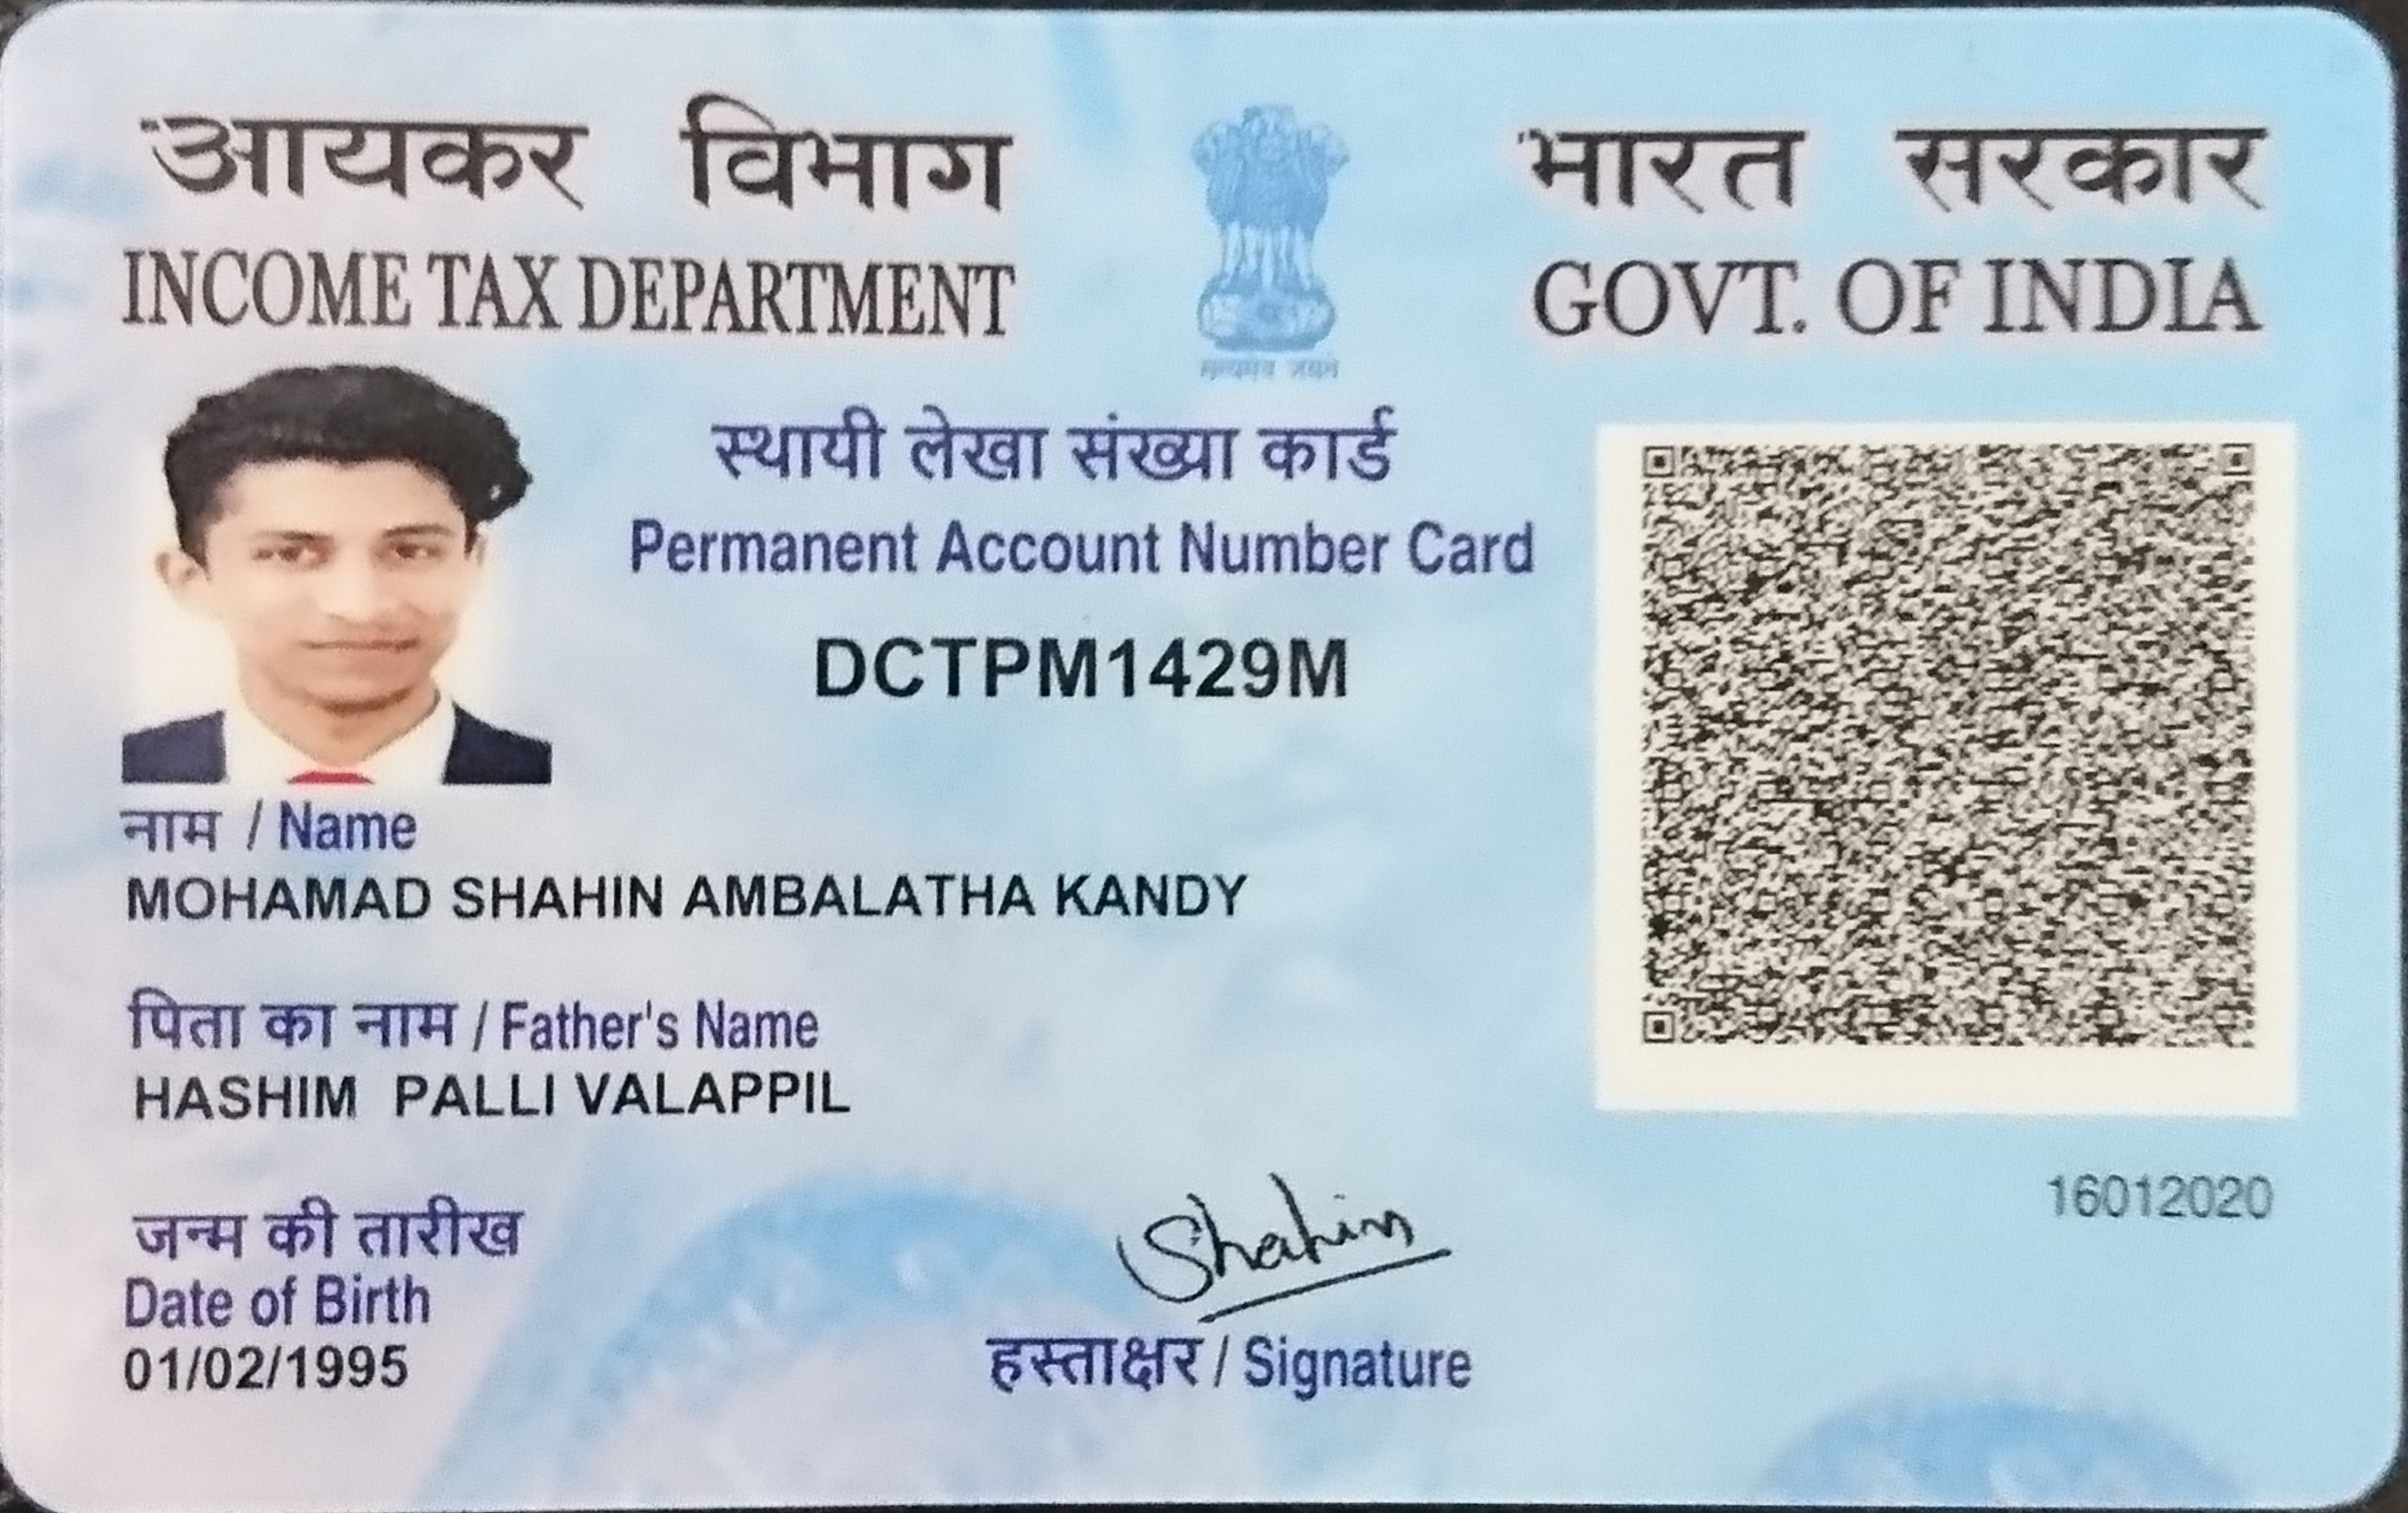 आयकर विभाग
INCOME TAX DEPARTMENT
सत्यमेव जयते
भारत सरकार
GOVT. OF INDIA
स्थायी लेखा संख्या कार्ड
Permanent Account Number Card
DCTPM1429M
नाम / Name
MOHAMAD SHAHIN AMBALATHA KANDY
पिता का नाम / Father's Name
HASHIM PALLI VALAPPIL
जन्म की तारीख
Date of Birth
01/02/1995
Shahin
हस्ताक्षर / Signature
16012020